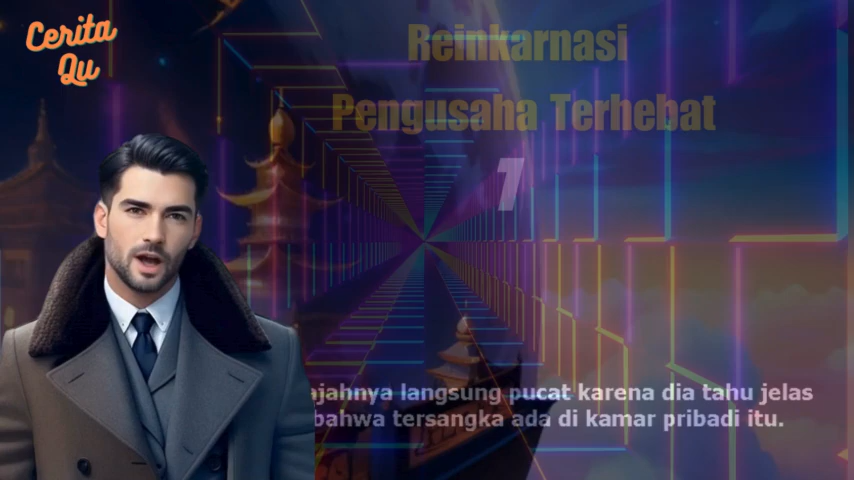 Cerita
Qu
Reinkarnasi
Pengusaha Terhebat
7
ajahnya langsung pucat karena dia tahu jelas
bahwa tersangka ada di kamar pribadi itu.